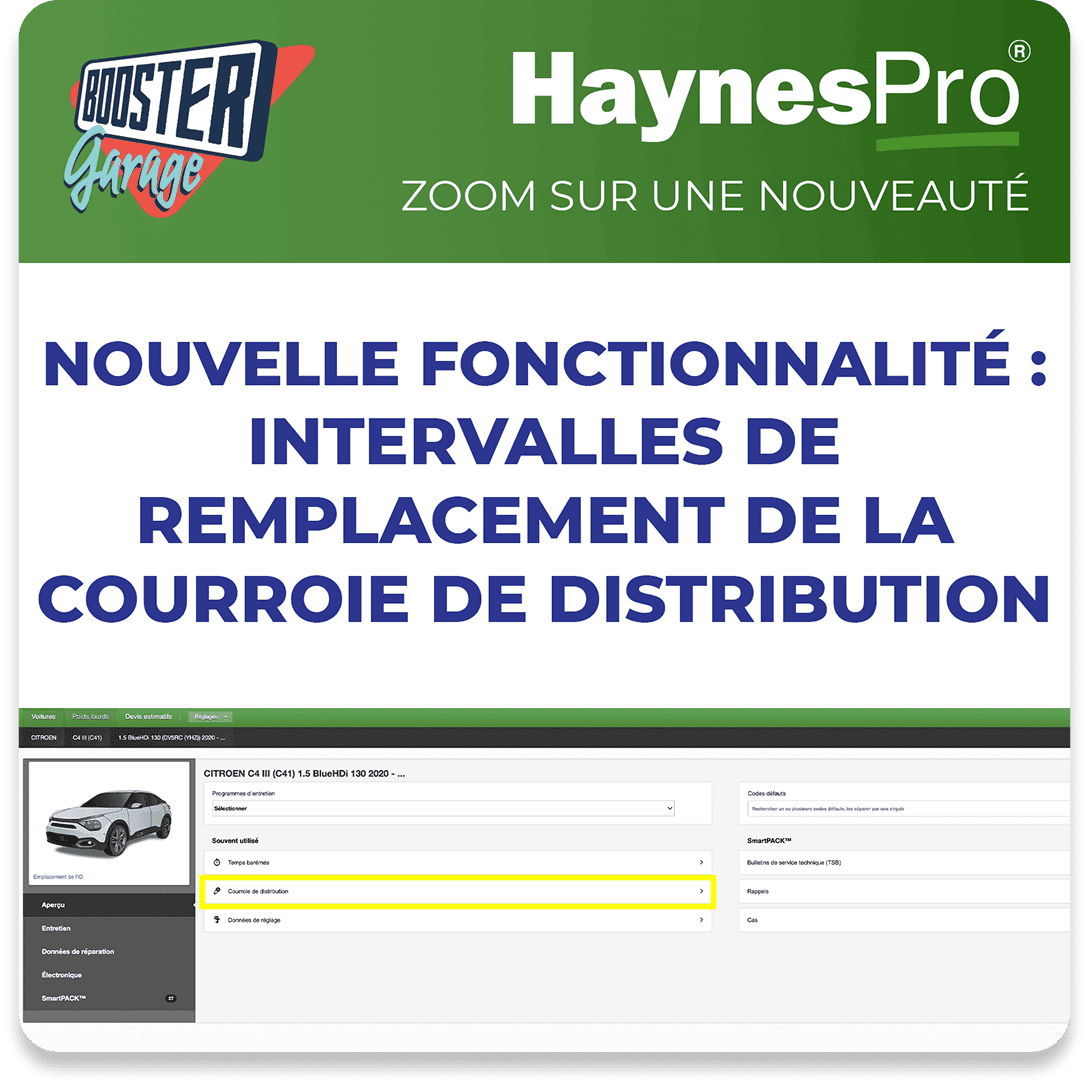 BOOSTER
Garage
HaynesPro®
ZOOM SUR UNE NOUVEAUTÉ
NOUVELLE FONCTIONNALITÉ :
INTERVALLES DE
REMPLACEMENT DE LA
COURROIE DE DISTRIBUTION
Voitures Poids lourds Devis estimatifs Réglages
CITROEN C4 III (C41) 1.5 BlueHDi 130 (DV5RC (YHZ)) 2020 - ...
CITROEN C4 III (C41) 1.5 BlueHDi 130 2020 - ...
Programmes d'entretien
Sélectionner
Codes défauts
Rechercher un ou plusieurs codes défauts, les séparer par une virgule
Souvent utilisé
Temps barémés
Courroie de distribution
Données de réglage
SmartPACK™
Bulletins de service technique (TSB)
Rappels
Cas
Emplacement de l'ID
Aperçu
Entretien
Données de réparation
Électronique
SmartPACK™ 27